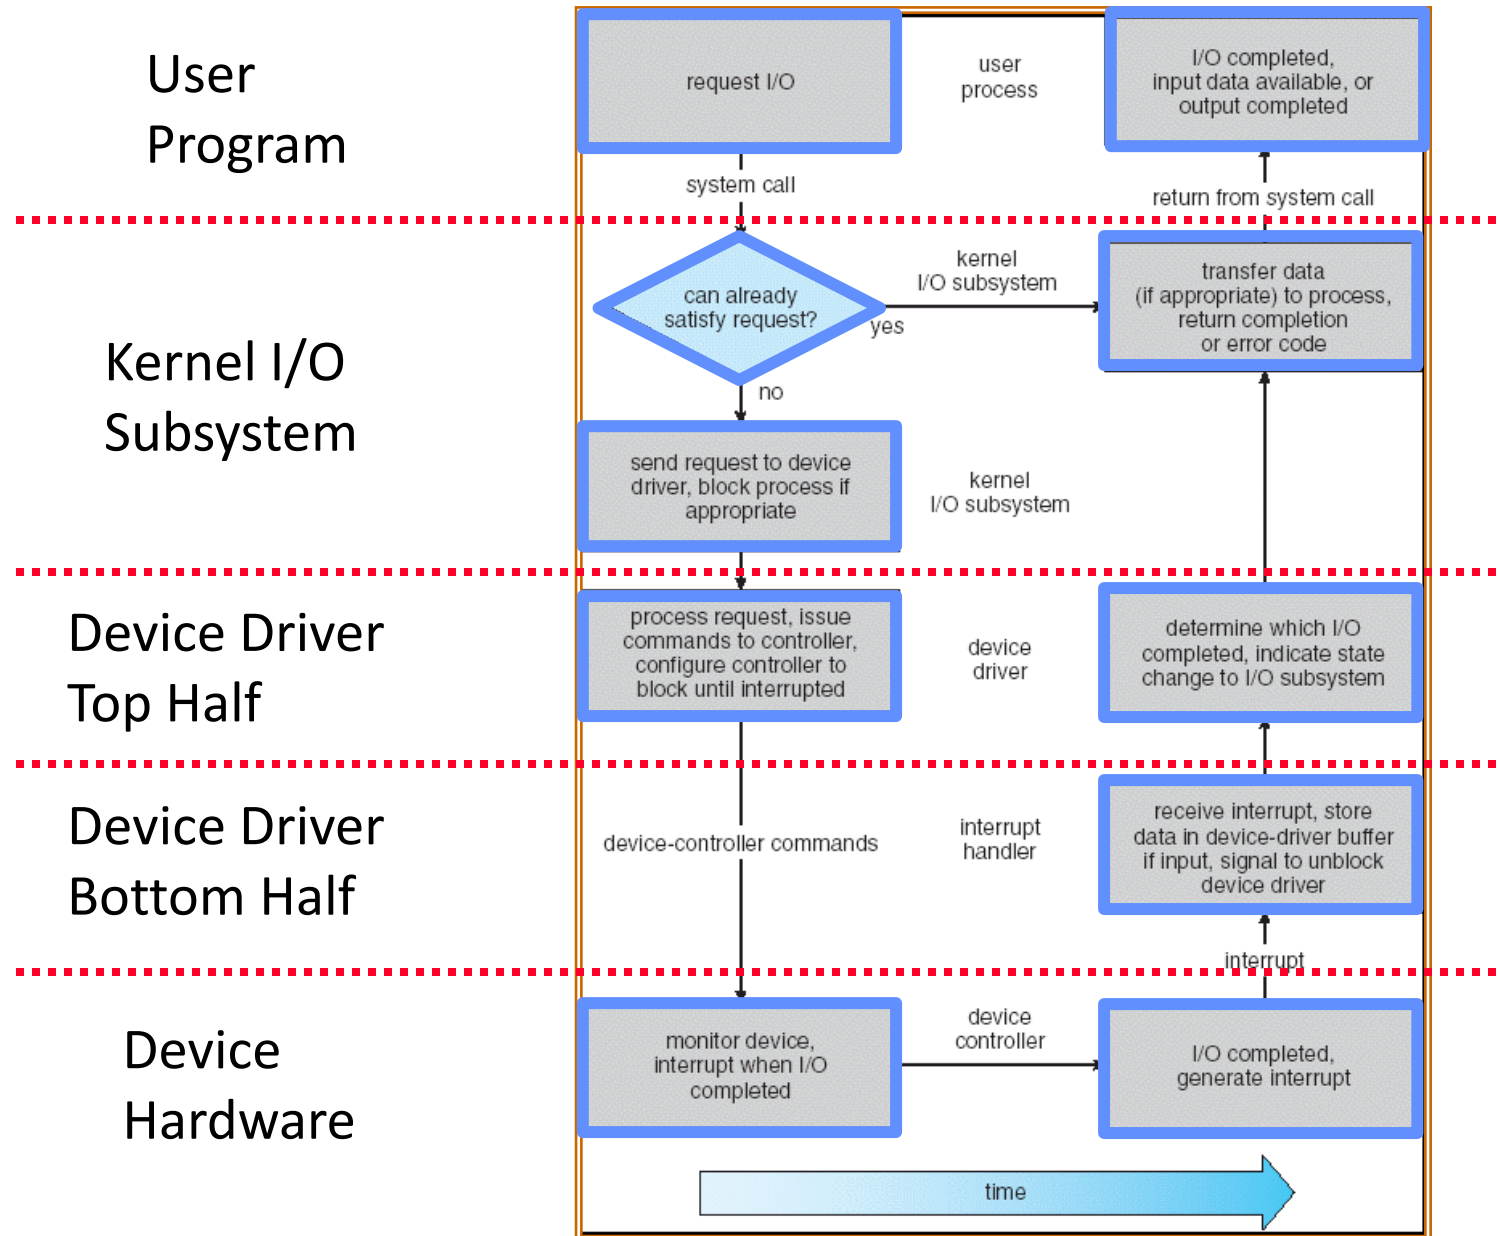 User
Program
request I/O
user
process
I/O completed,
input data available, or
output completed
system call
return from system call
Kernel I/O
Subsystem
can already
satisfy request?
kernel
I/O subsystem
yes
transfer data
(if appropriate) to process,
return completion
or error code
no
send request to device
driver, block process if
appropriate
kernel
I/O subsystem
Device Driver
Top Half
process request, issue
commands to controller,
configure controller to
block until interrupted
device
driver
determine which I/O
completed, indicate state
change to I/O subsystem
Device Driver
Bottom Half
device-controller commands
interrupt
handler
receive interrupt, store
data in device-driver buffer
if input, signal to unblock
device driver
interrupt
Device
Hardware
monitor device,
interrupt when I/O
completed
device
controller
I/O completed,
generate interrupt
time